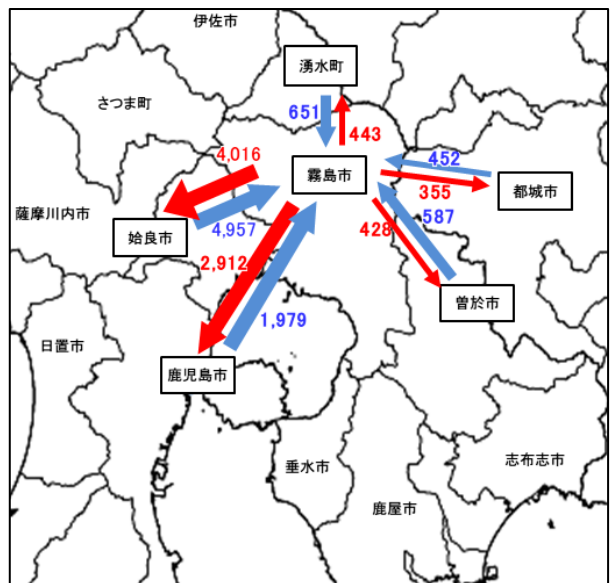 伊佐市
湧水町
さつま町
651
443
4,016
霧島市
452
355
都城市
薩摩川内市
姶良市
4,957
587
428
2,912
曽於市
1,979
日置市
鹿児島市
垂水市
志布志市
鹿屋市